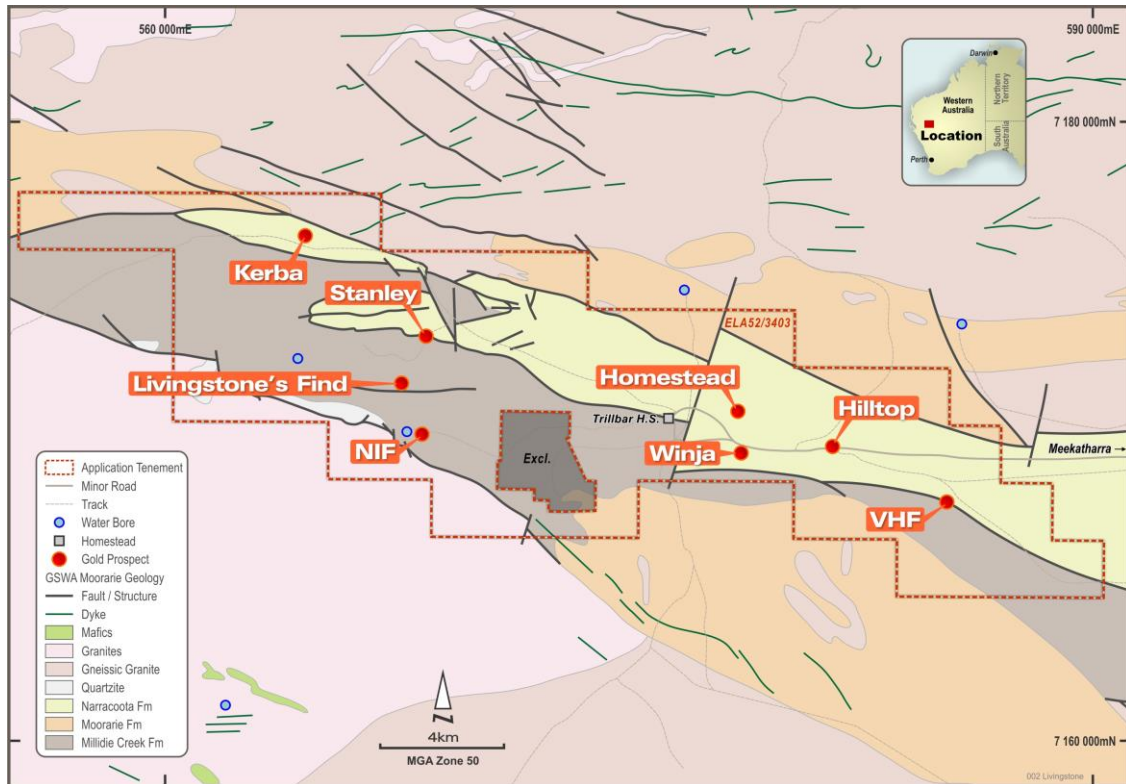 560 000mE
590 000mE
Darwin
Western
Australia
Northern
Territory
Location
South
Australia
Perth
7 180 000mN
Kerba
Stanley
ELA52/3403
Livingstone's Find
Homestead
Trillbar H.S.
Hilltop
NIF
Excl.
Winja
Meekatharra
VHF
Application Tenement
Minor Road
Track
Water Bore
Homestead
Gold Prospect
GSWA Moorarie Geology
Fault / Structure
Dyke
Mafics
Granites
Gneissic Granite
Quartzite
Narracoota Fm
Moorarie Fm
Millidie Creek Fm
N
4km
MGA Zone 50
7 160 000mN
002 Livingstone